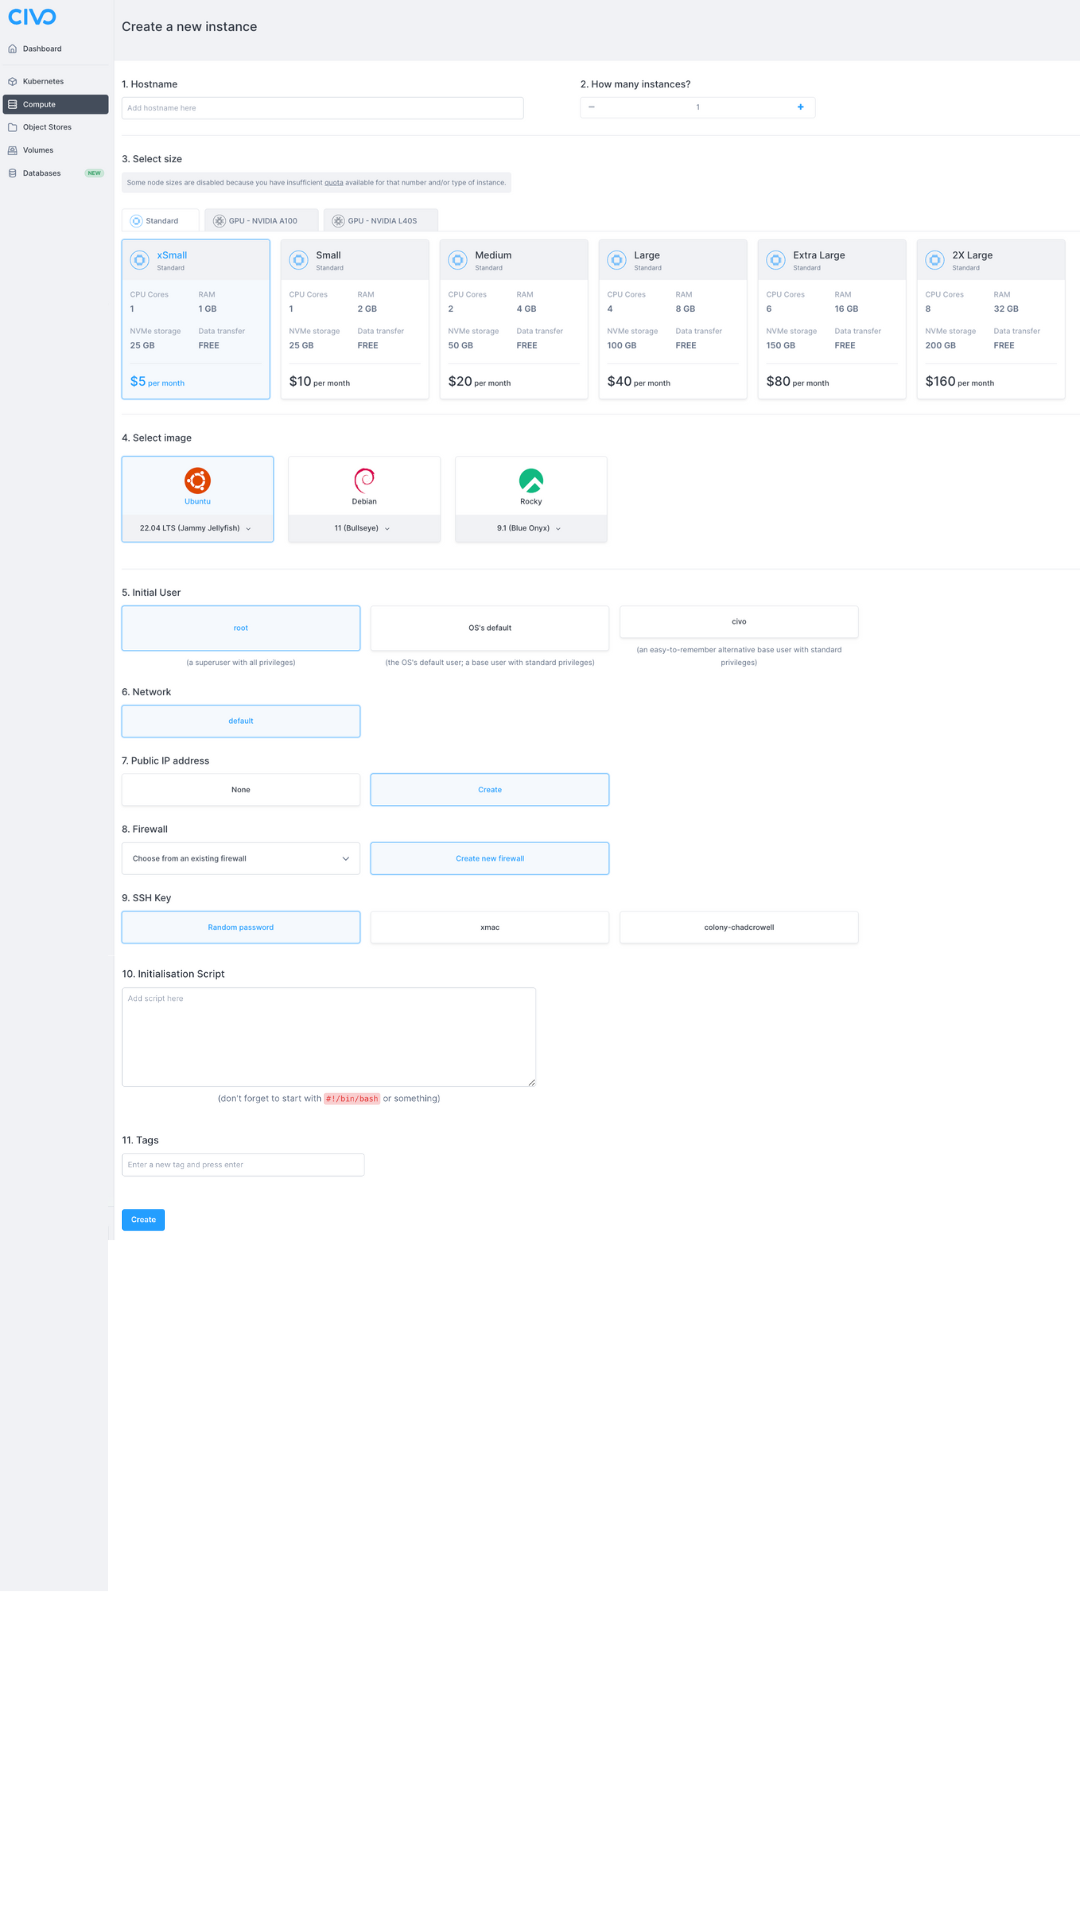 CIVO
Create a new instance
Dashboard
Kubernetes
Compute
Object Stores
Volumes
Databases NEW
1. Hostname
Add hostname here
2. How many instances?
1
3. Select size
Some node sizes are disabled because you have insufficient quota available for that number and/or type of instance.
Standard
GPU - NVIDIA A100
GPU - NVIDIA L40S
xSmall
Standard
CPU Cores RAM
1 1 GB
NVMe storage Data transfer
25 GB FREE
$5 per month
Small
Standard
CPU Cores RAM
1 2 GB
NVMe storage Data transfer
25 GB FREE
$10 per month
Medium
Standard
CPU Cores RAM
2 4 GB
NVMe storage Data transfer
50 GB FREE
$20 per month
Large
Standard
CPU Cores RAM
4 8 GB
NVMe storage Data transfer
100 GB FREE
$40 per month
Extra Large
Standard
CPU Cores RAM
6 16 GB
NVMe storage Data transfer
150 GB FREE
$80 per month
2X Large
Standard
CPU Cores RAM
8 32 GB
NVMe storage Data transfer
200 GB FREE
$160 per month
4. Select image
Ubuntu
22.04 LTS (Jammy Jellyfish)
Debian
11 (Bullseye)
Rocky
9.1 (Blue Onyx)
5. Initial User
root
(a superuser with all privileges)
OS's default
(the OS's default user; a base user with standard privileges)
civo
(an easy-to-remember alternative base user with standard
privileges)
6. Network
default
7. Public IP address
None
Create
8. Firewall
Choose from an existing firewall
Create new firewall
9. SSH Key
Random password
xmac
colony-chadcrowell
10. Initialisation Script
Add script here
(don't forget to start with #!/bin/bash or something)
11. Tags
Enter a new tag and press enter
Create